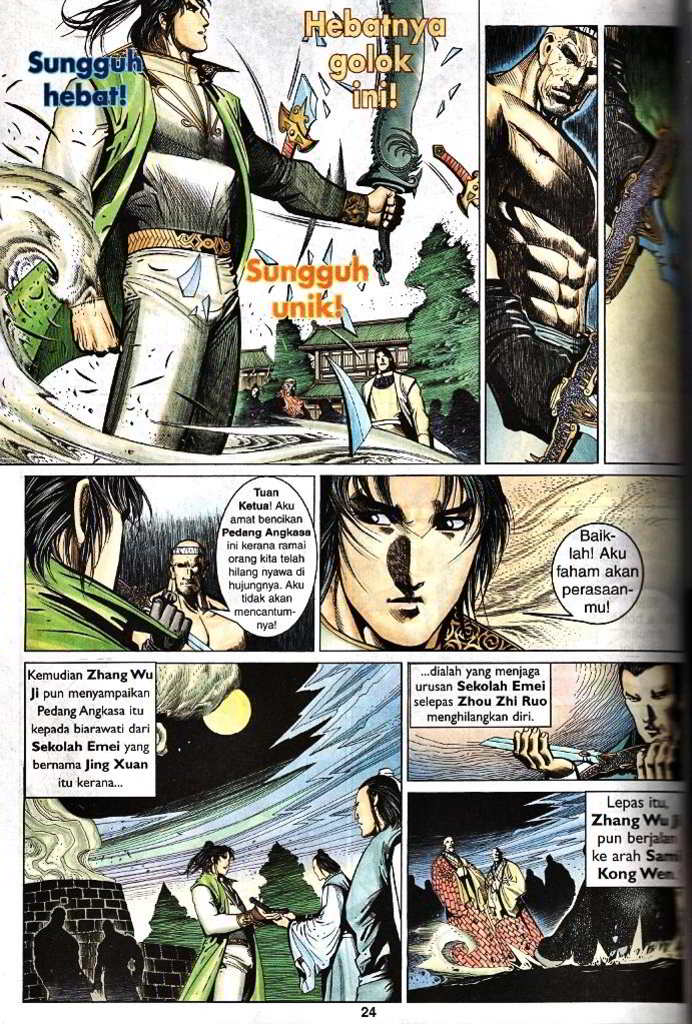 Sungguh
hebat!
Hebatnya
golok
ini!
Sungguh
unik!
Tuan
Ketua! Aku
amat bencikan
Pedang Angkasa
ini kerana ramai
orang kita telah
hilang nyawa di
hujungnya. Aku
tidak akan
mencantum-
nya!
Baik-
lah! Aku
faham akan
perasaan-
mu!
Kemudian Zhang Wu
Ji pun menyampaikan
Pedang Angkasa itu
kepada biarawati dari
Sekolah Emei yang
bernama Jing Xuan
itu kerana...
...dialah yang menjaga
urusan Sekolah Emei
selepas Zhou Zhi Ruo
menghilangkan diri.
Lepas itu,
Zhang Wu Ji
pun berjalan
ke arah Sami
Kong Wen.
24